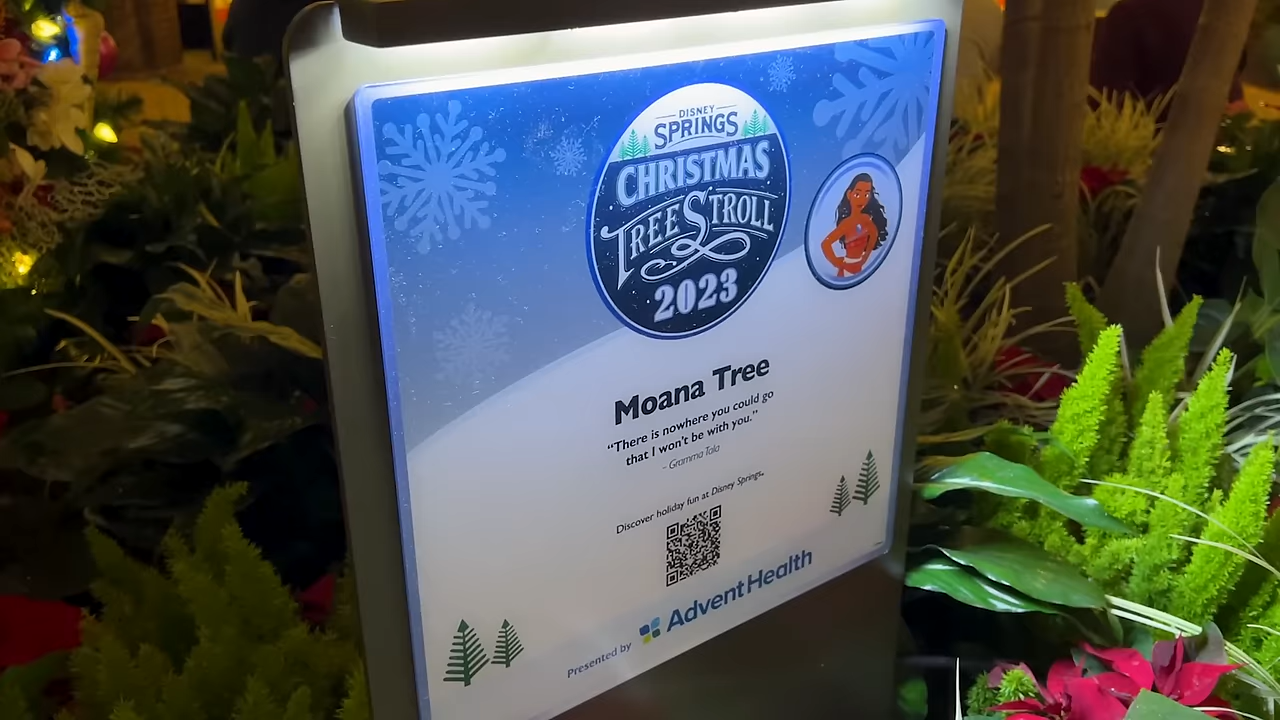 DISNEY
SPRINGS
CHRISTMAS
TREE STROLL
2023
Moana Tree
“There is nowhere you could go
that I won’t be with you.”
- Gramma Tala
Discover holiday fun at Disney Springs.
Presented by AdventHealth